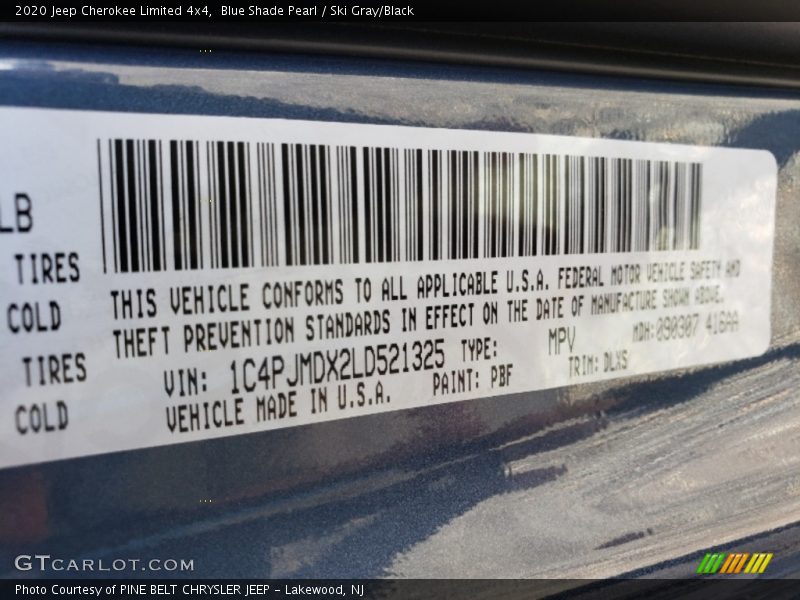 2020 Jeep Cherokee Limited 4x4,  Blue Shade Pearl / Ski Gray/Black
LB
TIRES
COLD
TIRES
COLD
THIS VEHICLE CONFORMS TO ALL APPLICABLE U.S.A. FEDERAL MOTOR VEHICLE SAFETY AND
THEFT PREVENTION STANDARDS IN EFFECT ON THE DATE OF MANUFACTURE SHOWN ABOVE.
VIN: 1C4PJMDX2LD521325 TYPE: MPV MDH:090307 416AA
VEHICLE MADE IN U.S.A. PAINT: PBF TRIM: DLXS
GTCARLOT.COM
Photo Courtesy of PINE BELT CHRYSLER JEEP - Lakewood, NJ